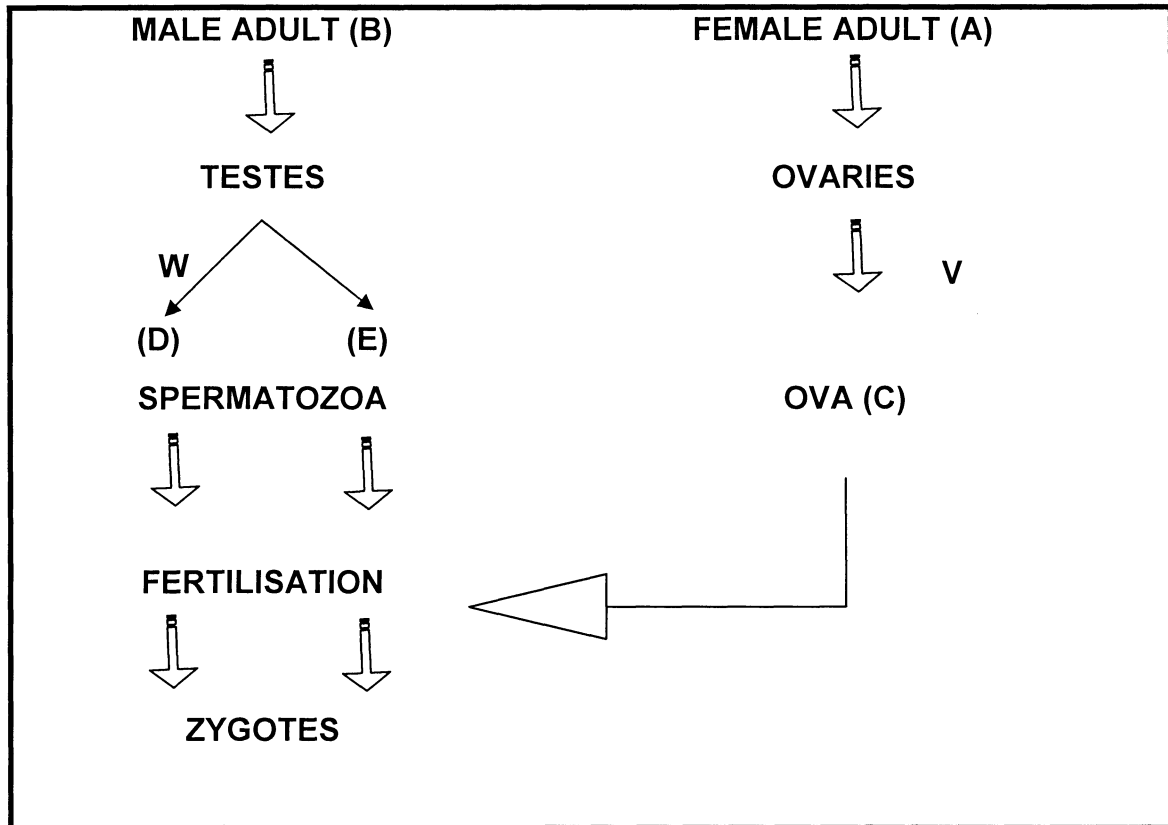 MALE ADULT (B) FEMALE ADULT (A)
TESTES OVARIES
W V
(D) (E)
SPERMATOZOA OVA (C)
FERTILISATION
ZYGOTES